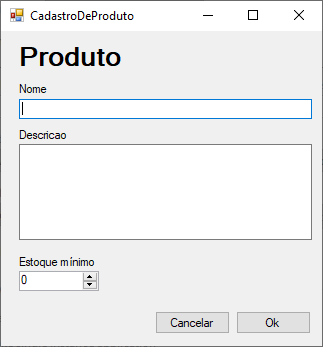 CadastroDeProduto
Produto
Nome
Descricao
Estoque mínimo
0
Cancelar
Ok